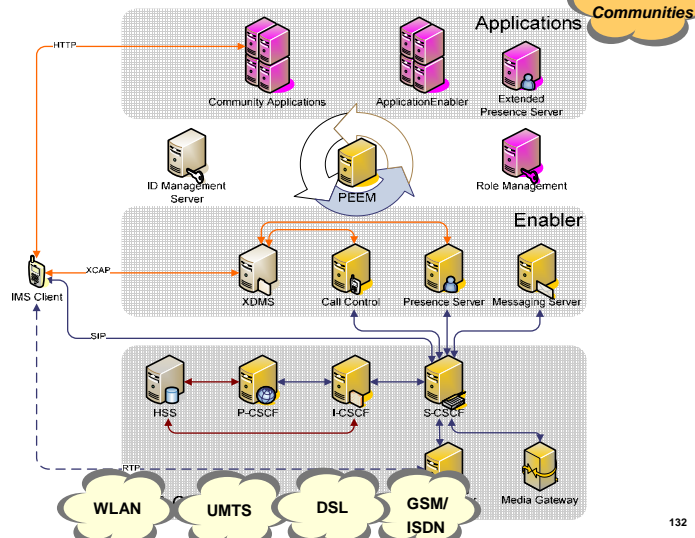 Communities
Applications
HTTP
Community Applications
ApplicationEnabler
Extended
Presence Server
ID Management
Server
PEEM
Role Management
Enabler
XCAP
IMS Client
XDMS
Call Control
Presence Server
Messaging Server
SIP
HSS
P-CSCF
I-CSCF
S-CSCF
RTP
Media Gateway
WLAN
UMTS
DSL
GSM/
ISDN
132